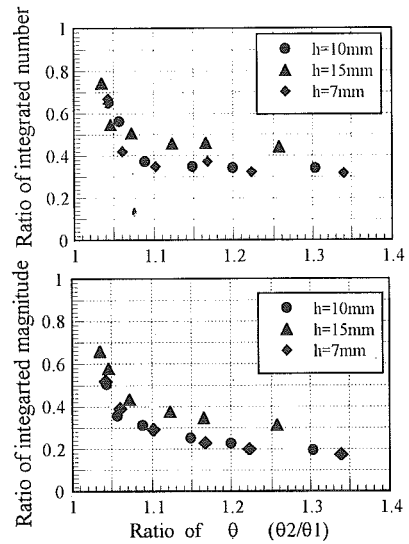 Ratio of integrated number
1
0.8
0.6
0.4
0.2
0
h=10mm
h=15mm
h=7mm
1 1.1 1.2 1.3 1.4
Ratio of integarted magnitude
1
0.8
0.6
0.4
0.2
0
h=10mm
h=15mm
h=7mm
1 1.1 1.2 1.3 1.4
Ratio of θ (θ2/θ1)